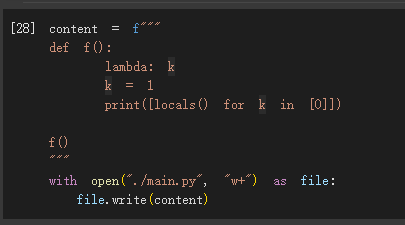 [28] content = f"""
def f():
        lambda: k
        k = 1
        print([locals() for k in [0]])

f()
"""
with open("./main.py", "w+") as file:
    file.write(content)